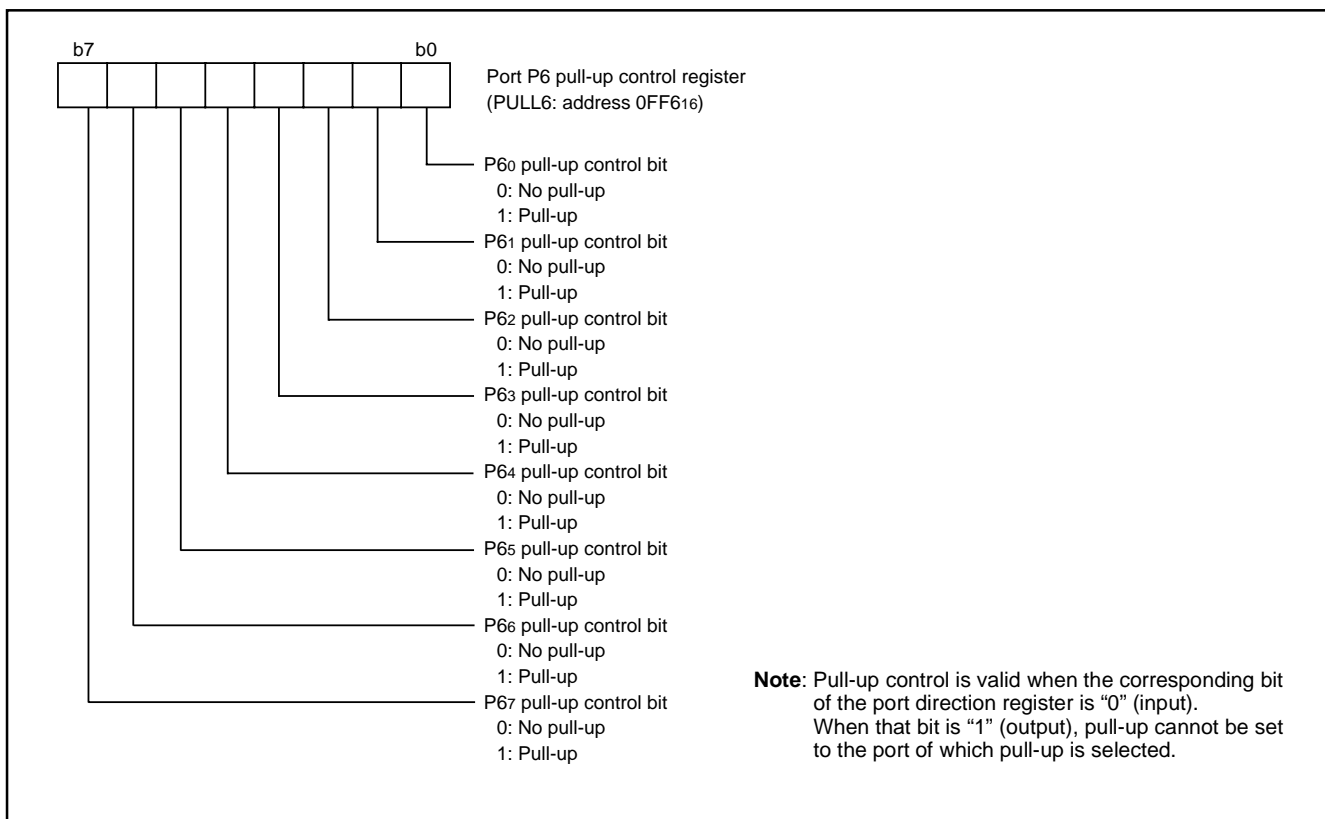 b7 b0
Port P6 pull-up control register
(PULL6: address 0FF616)
P60 pull-up control bit
0: No pull-up
1: Pull-up
P61 pull-up control bit
0: No pull-up
1: Pull-up
P62 pull-up control bit
0: No pull-up
1: Pull-up
P63 pull-up control bit
0: No pull-up
1: Pull-up
P64 pull-up control bit
0: No pull-up
1: Pull-up
P65 pull-up control bit
0: No pull-up
1: Pull-up
P66 pull-up control bit
0: No pull-up
1: Pull-up
P67 pull-up control bit
0: No pull-up
1: Pull-up
Note: Pull-up control is valid when the corresponding bit
of the port direction register is “0” (input).
When that bit is “1” (output), pull-up cannot be set
to the port of which pull-up is selected.